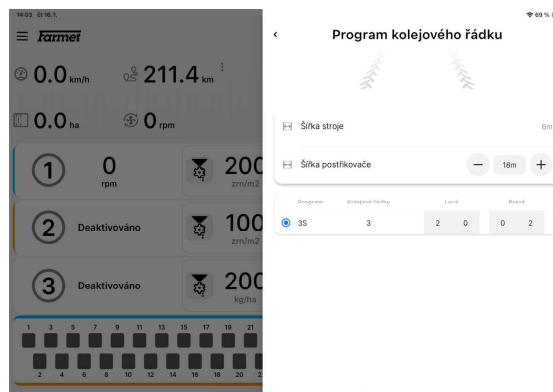 14:03 čt 16. 1.
69 %
Farmet
Program kolejového řádku
0.0 km/h
211.4 km
0.0 ha
0 rpm
Šířka stroje
6m
Šířka postřikovače
18m
1
0
rpm
200
zrn/m2
Program
Kolejové řádky
Levá
Pravá
3S
3
2
0
0
2
2
Deaktivováno
100
zrn/m2
3
Deaktivováno
200
kg/ha
1 3 5 7 9 11 13 15 17 19 21
2 4 6 8 10 12 14 16 18 20